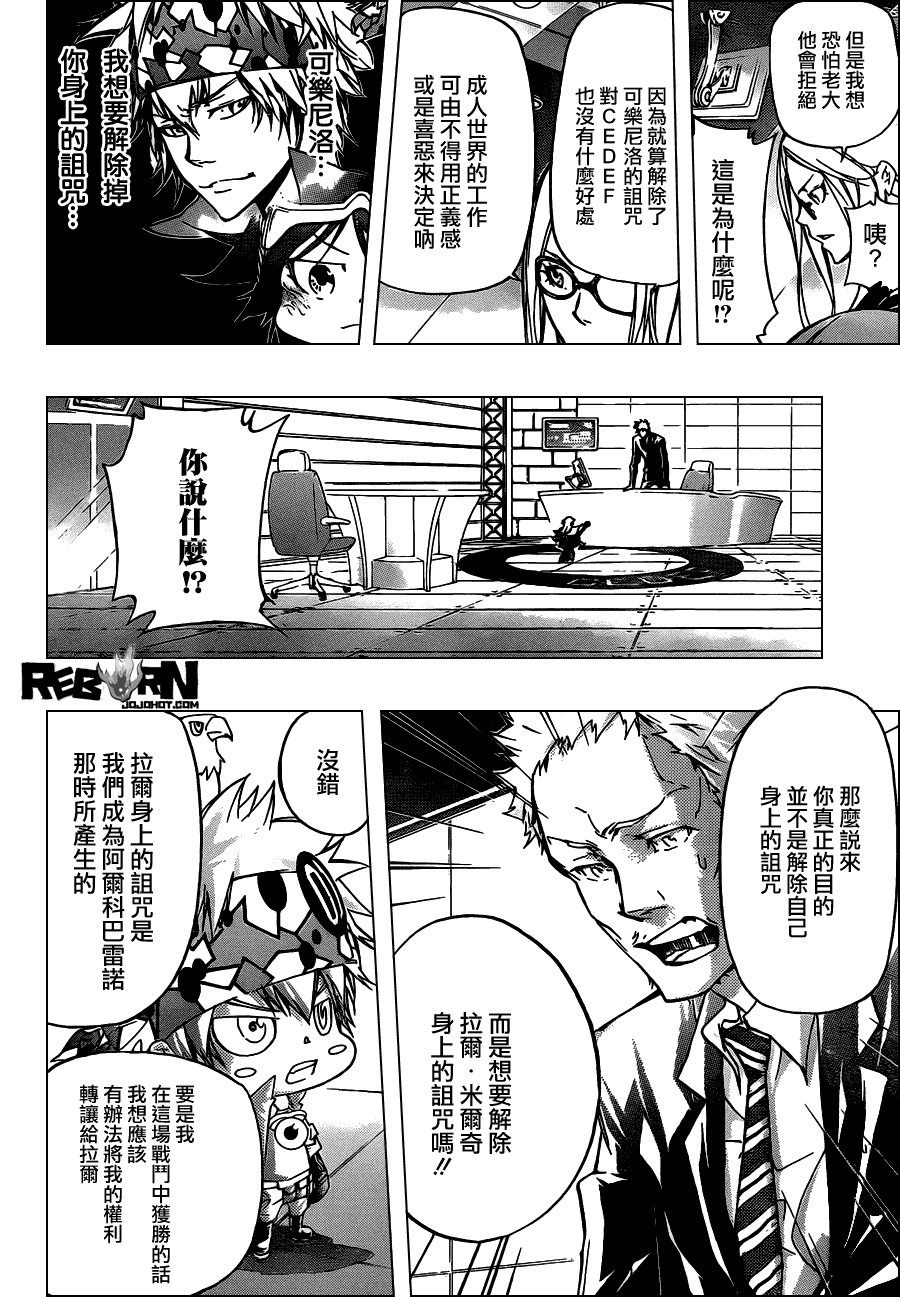 但是我想
恐怕老大
他會拒絕
咦？
這是為什麼呢!?
因為就算解除了
可樂尼洛的詛咒
對CEDEF
也沒有什麼好處
成人世界的工作
可由不得用正義感
或是喜惡來決定吶
可樂尼洛…
我想要解除掉
你身上的詛咒…
你說什麼!?
REBORN
JOJOHOT.COM
那麼說來
你真正的目的
並不是解除自己
身上的詛咒
而是想要解除
拉爾·米爾奇
身上的詛咒嗎!!
沒錯
拉爾身上的詛咒是
我們成為阿爾科巴雷諾
那時所產生的
要是我
在這場戰鬥中獲勝的話
我想應該
有辦法將我的權利
轉讓給拉爾